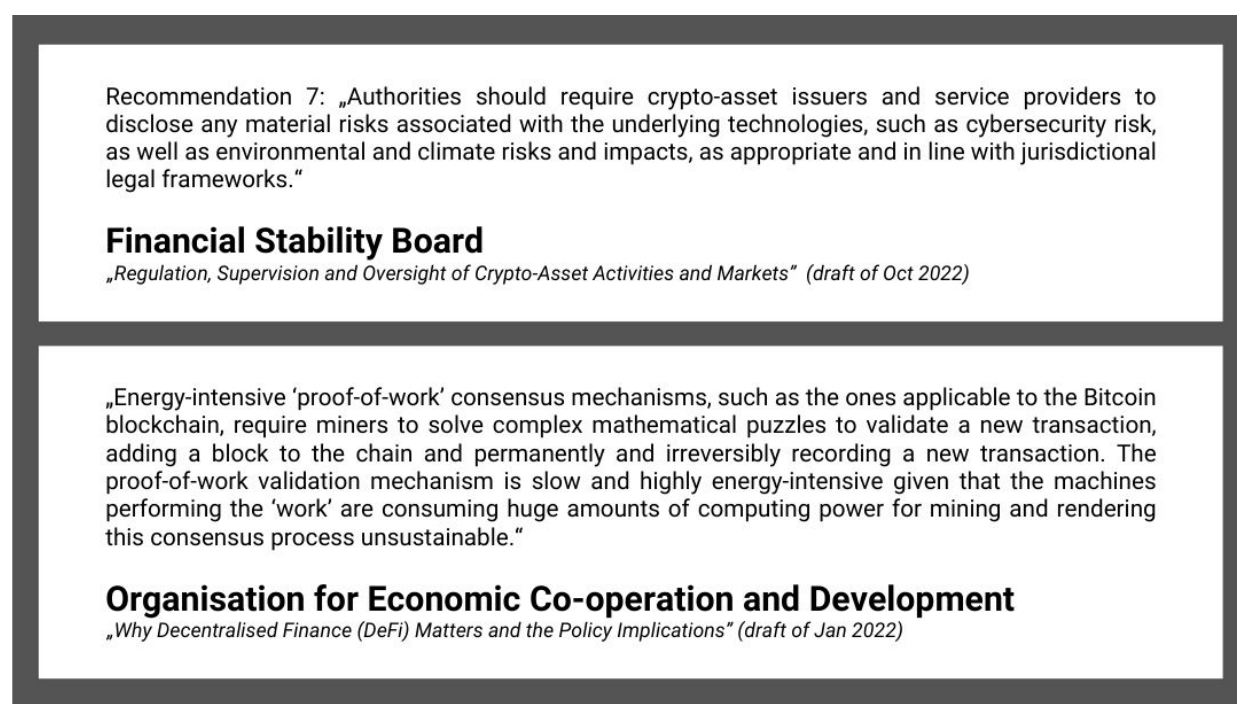 Recommendation 7: „Authorities should require crypto-asset issuers and service providers to
disclose any material risks associated with the underlying technologies, such as cybersecurity risk,
as well as environmental and climate risks and impacts, as appropriate and in line with jurisdictional
legal frameworks.“
Financial Stability Board
„Regulation, Supervision and Oversight of Crypto-Asset Activities and Markets” (draft of Oct 2022)
„Energy-intensive ‘proof-of-work’ consensus mechanisms, such as the ones applicable to the Bitcoin
blockchain, require miners to solve complex mathematical puzzles to validate a new transaction,
adding a block to the chain and permanently and irreversibly recording a new transaction. The
proof-of-work validation mechanism is slow and highly energy-intensive given that the machines
performing the ‘work’ are consuming huge amounts of computing power for mining and rendering
this consensus process unsustainable.“
Organisation for Economic Co-operation and Development
„Why Decentralised Finance (DeFi) Matters and the Policy Implications” (draft of Jan 2022)